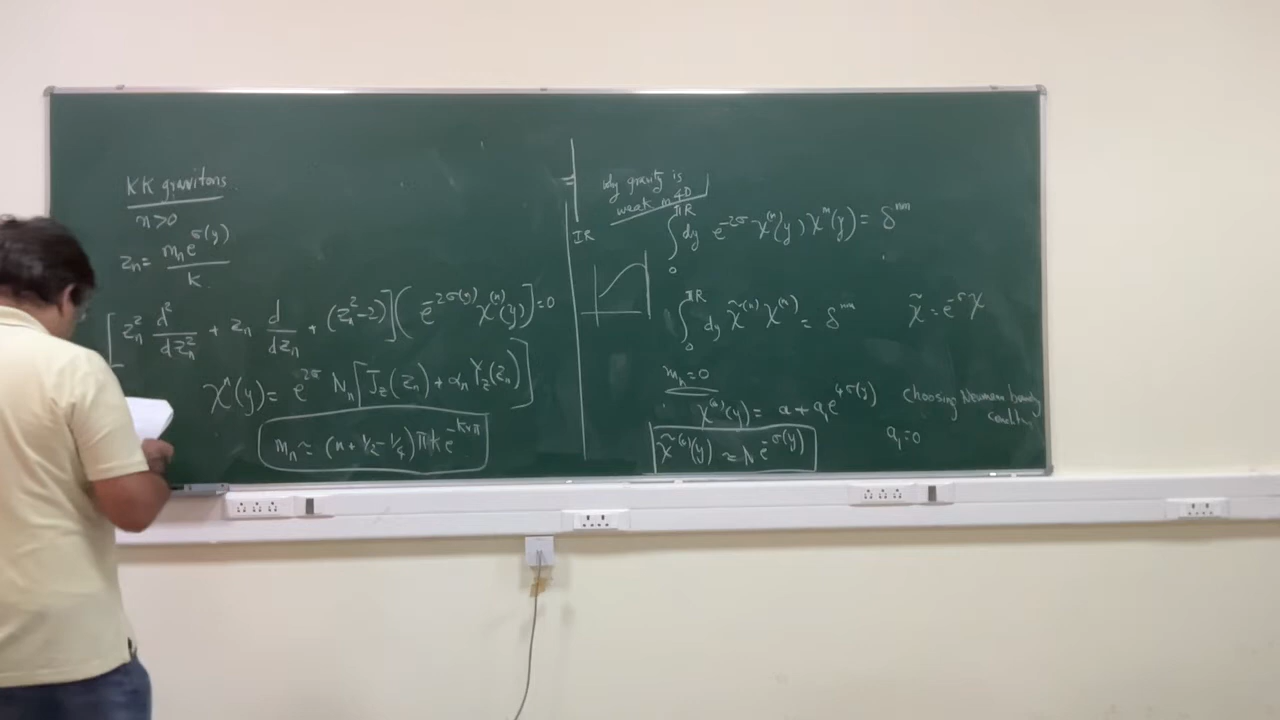 KK gravitons
n>0
z_n = m_n e^{σ(y)} / k
[z_n^2 d^2/dz_n^2 + z_n d/dz_n + (z_n^2-2)](e^{-2σ(y)} χ^{(n)}(y)]=0
χ^n(y) = e^{2σ} N_n[J_2(z_n) + α_n Y_2(z_n)]
m_n ≈ (n+1/2-1/4)πk e^{-krπ}
IR
Why gravity is
weak in 4D
∫_0^{πR} dy e^{-2σ} χ^{(n)}(y) χ^m(y) = δ^{nm}
∫_0^{πR} dy χ̃^{(n)} χ^{(n)} = δ^{nm} χ̃ = e^{-σ} χ
m_n=0
χ^{(0)}(y) = a + a_1 e^{4σ(y)} choosing Neumann boundary
a_1=0
χ̃^{(0)}(y) ≈ N e^{-σ(y)}